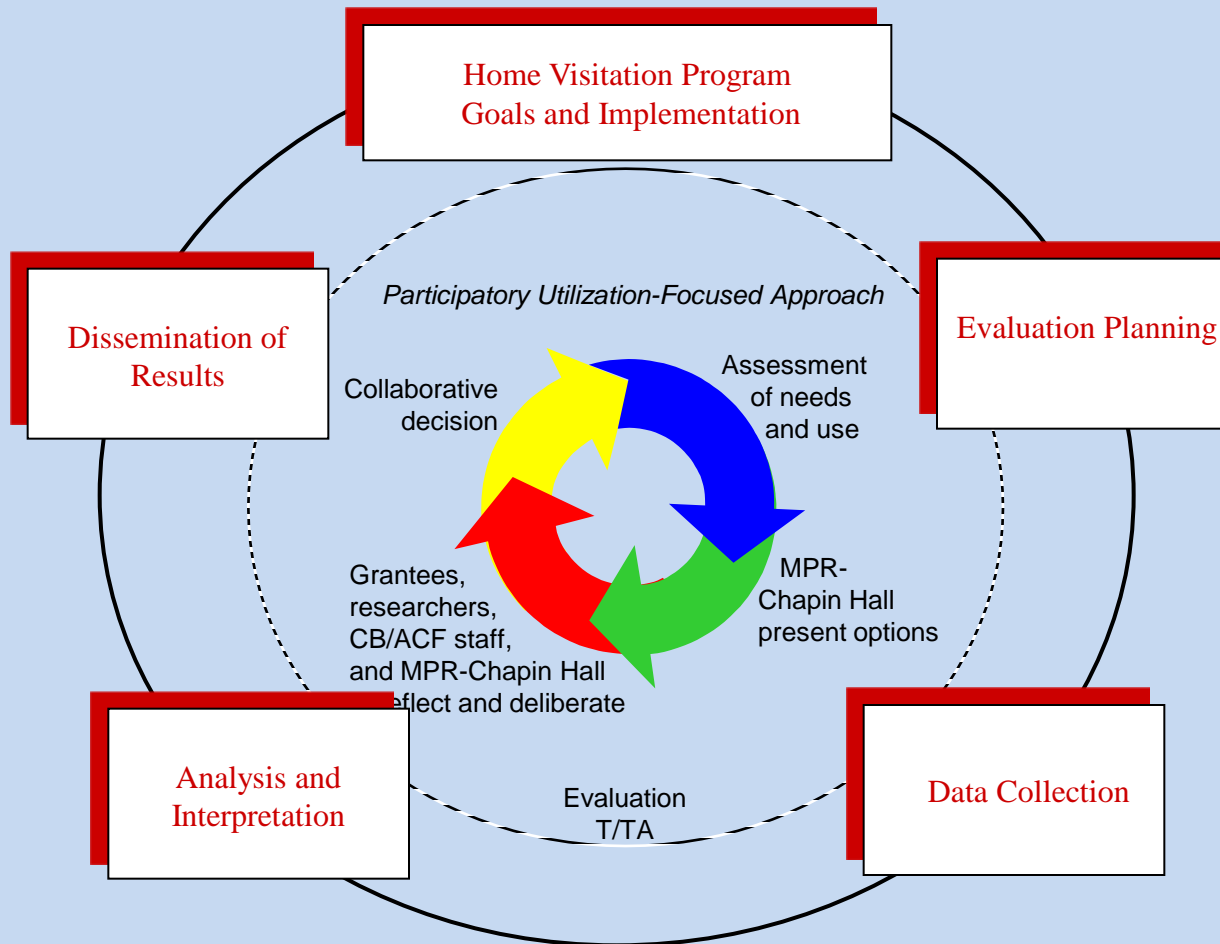 Home Visitation Program
Goals and Implementation
Participatory Utilization-Focused Approach
Dissemination of
Results
Evaluation Planning
Collaborative
decision
Assessment
of needs
and use
Grantees,
researchers,
CB/ACF staff,
and MPR-Chapin Hall
eflect and deliberate
MPR-
Chapin Hall
present options
Analysis and
Interpretation
Evaluation
T/TA
Data Collection